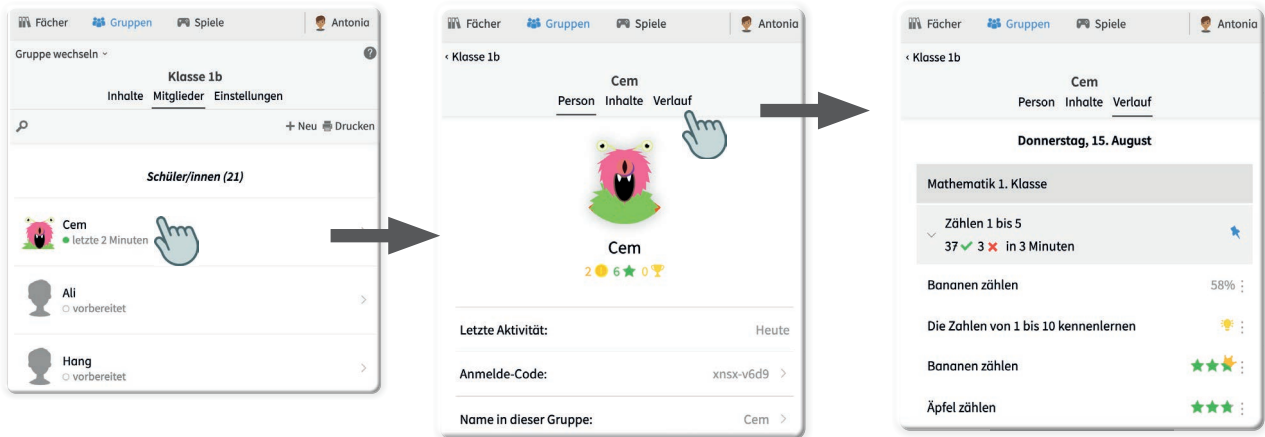 Fächer Gruppen Spiele Antonia
Gruppe wechseln
Klasse 1b
Inhalte Mitglieder Einstellungen
+ Neu Drucken
Schüler/innen (21)
Cem
letzte 2 Minuten
Ali
vorbereitet
Hang
vorbereitet
Fächer Gruppen Spiele Antonia
‹ Klasse 1b
Cem
Person Inhalte Verlauf
Cem
2 6 0
Letzte Aktivität: Heute
Anmelde-Code: xnsx-v6d9 >
Name in dieser Gruppe: Cem >
Fächer Gruppen Spiele Antonia
‹ Klasse 1b
Cem
Person Inhalte Verlauf
Donnerstag, 15. August
Mathematik 1. Klasse
Zählen 1 bis 5
37 ✓ 3 ✗ in 3 Minuten
Bananen zählen 58%
Die Zahlen von 1 bis 10 kennenlernen
Bananen zählen
Äpfel zählen